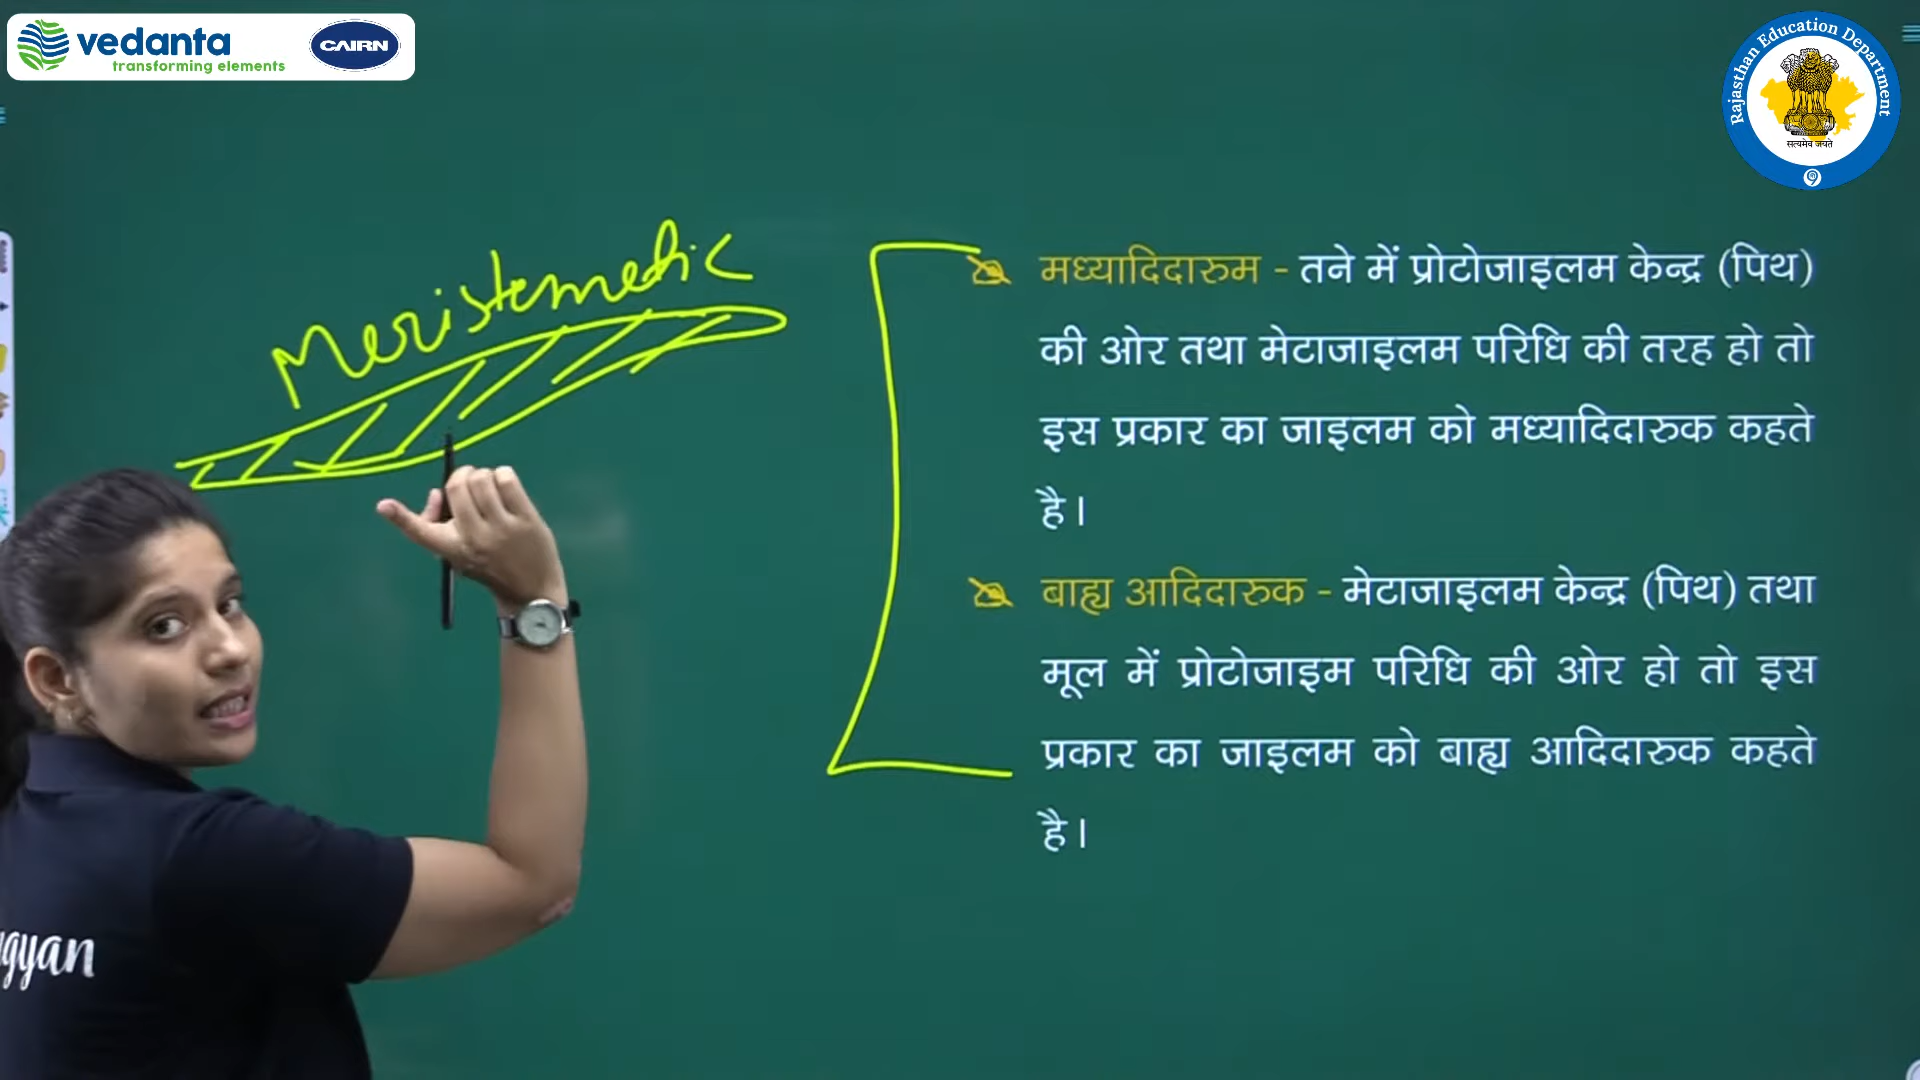 vedanta
transforming elements
CAIRN
Rajasthan Education Department
सत्यमेव जयते
Meristemetic
मध्यादिदारुम - तने में प्रोटोजाइलम केन्द्र (पिथ)
की ओर तथा मेटाजाइलम परिधि की तरह हो तो
इस प्रकार का जाइलम को मध्यादिदारुक कहते
है।
बाह्य आदिदारुक - मेटाजाइलम केन्द्र (पिथ) तथा
मूल में प्रोटोजाइम परिधि की ओर हो तो इस
प्रकार का जाइलम को बाह्य आदिदारुक कहते
है।
gyan